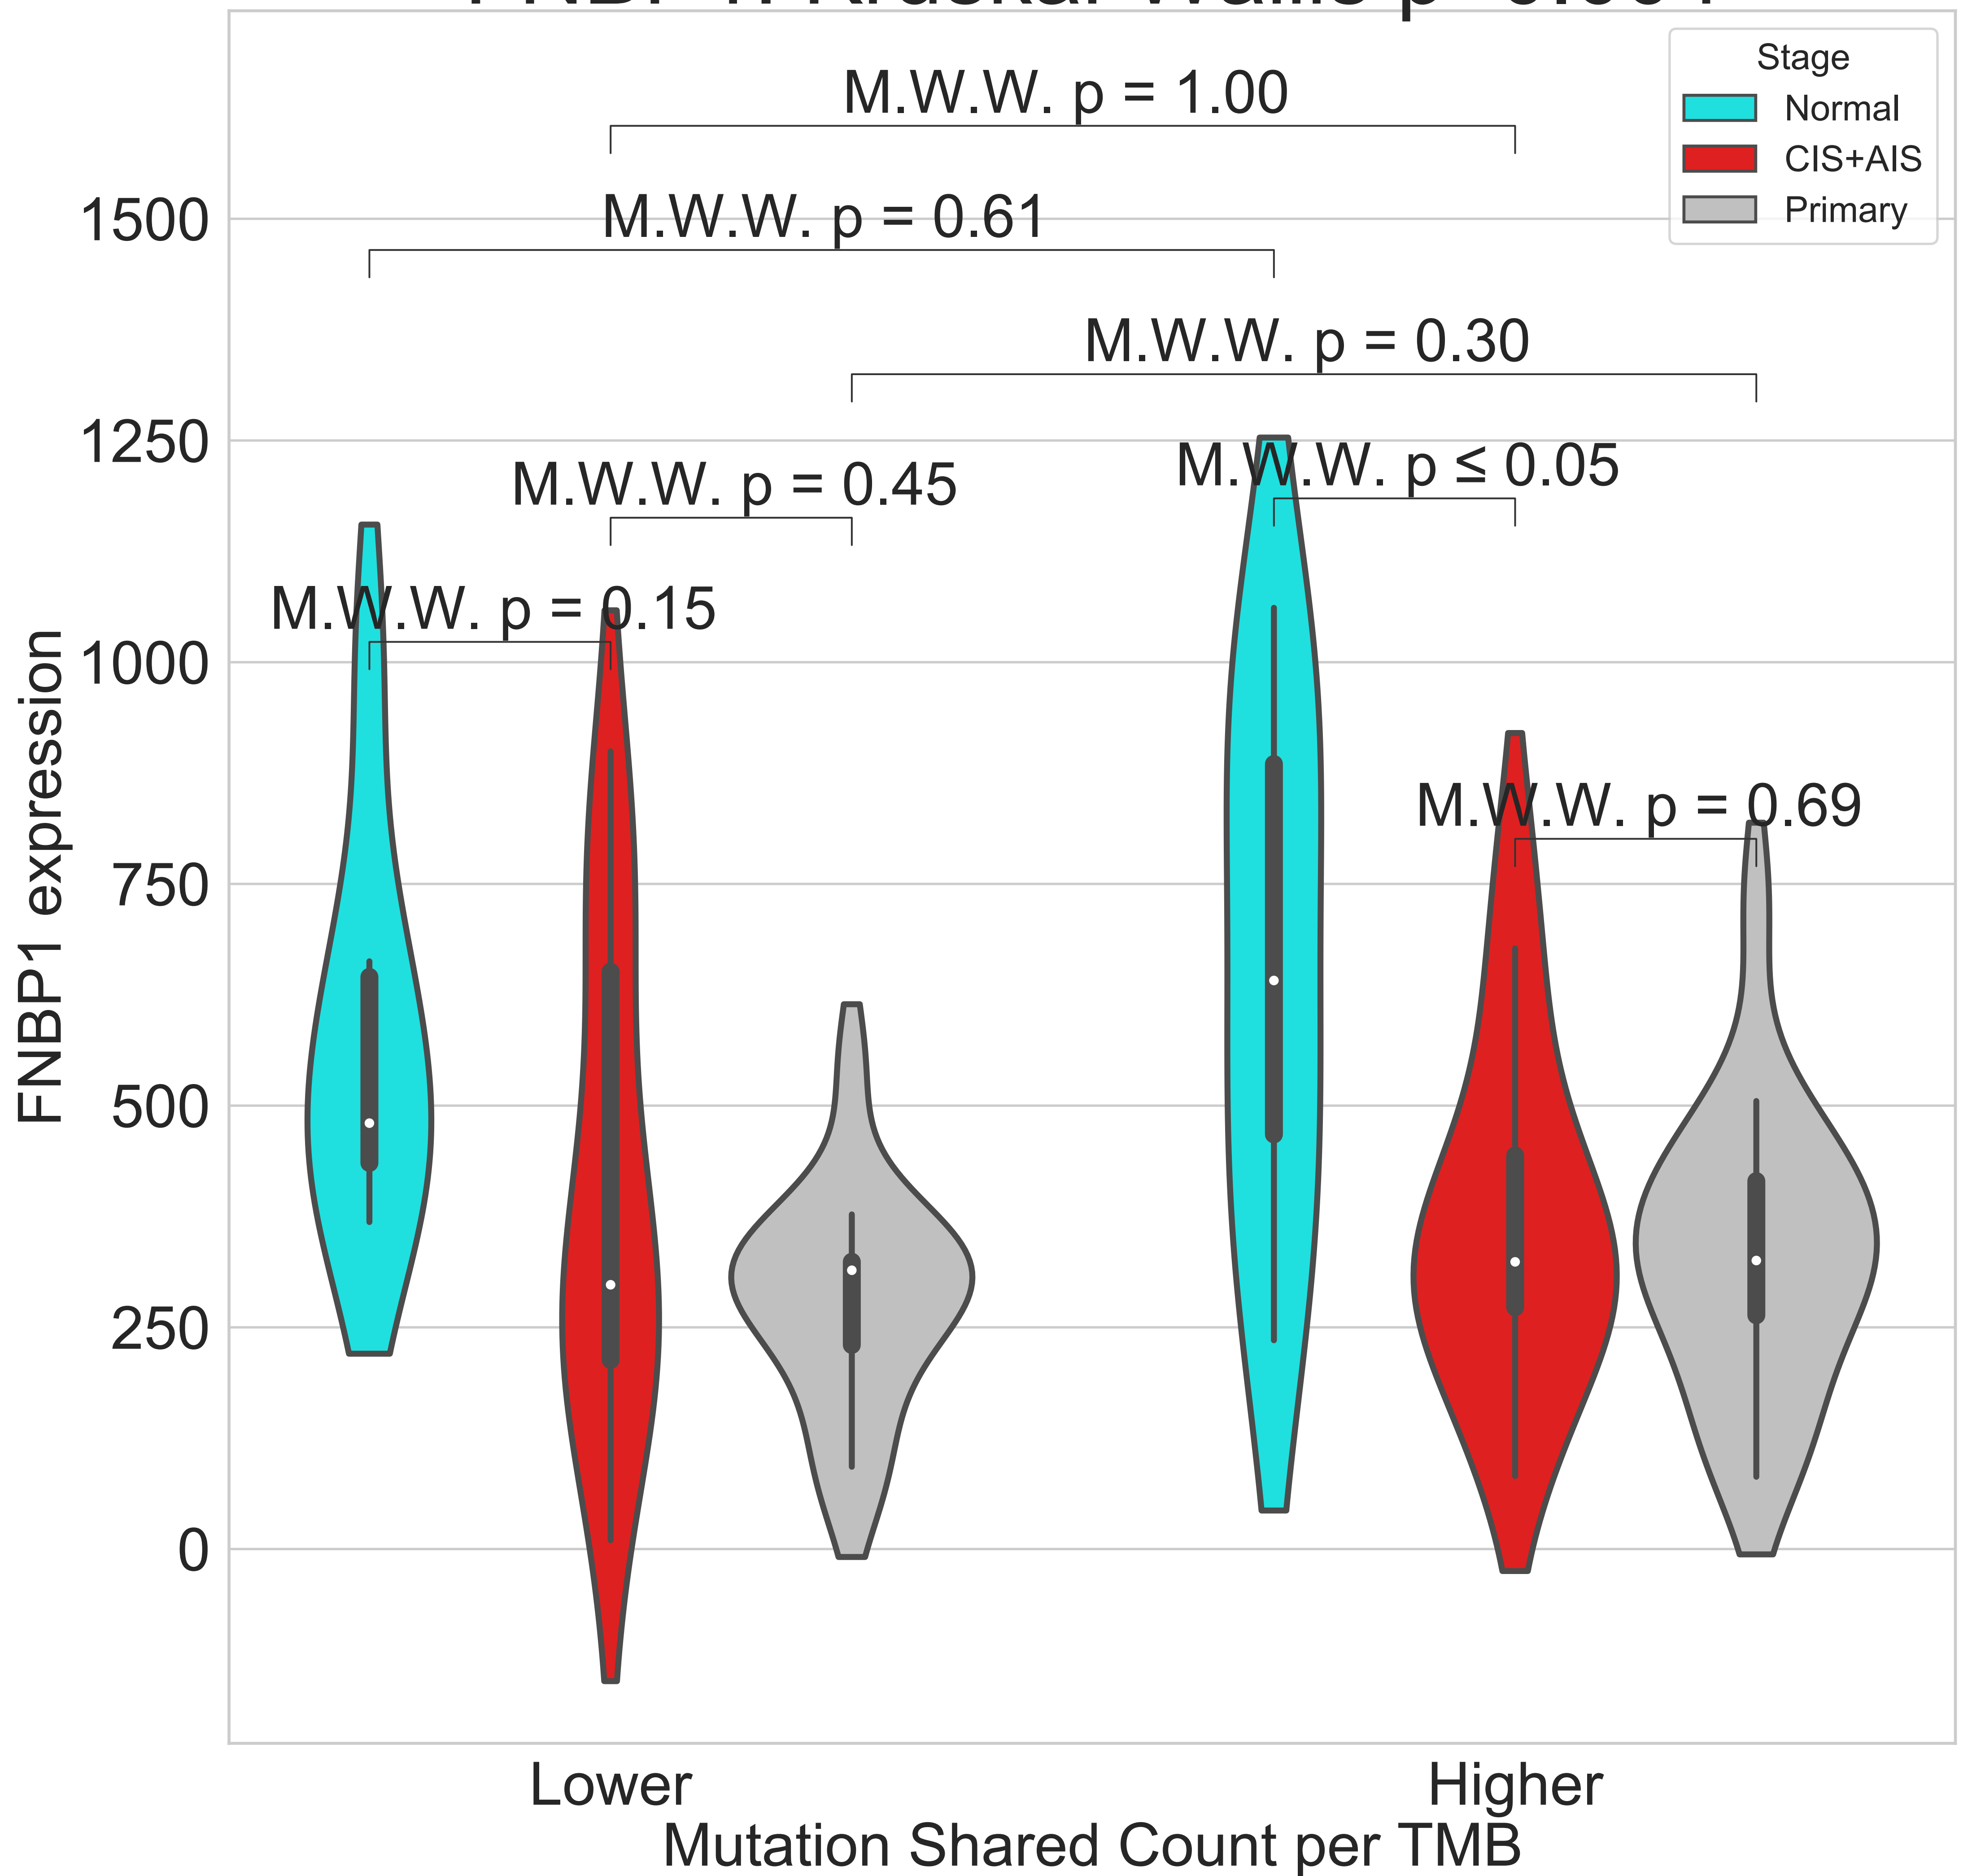 Stage
Normal
CIS+AIS
Primary
M.W.W. p = 1.00
M.W.W. p = 0.61
M.W.W. p = 0.30
M.W.W. p ≤ 0.05
M.W.W. p = 0.45
M.W.W. p = 0.15
M.W.W. p = 0.69
1500
1250
1000
750
500
250
0
FNBP1 expression
Lower
Higher
Mutation Shared Count per TMB